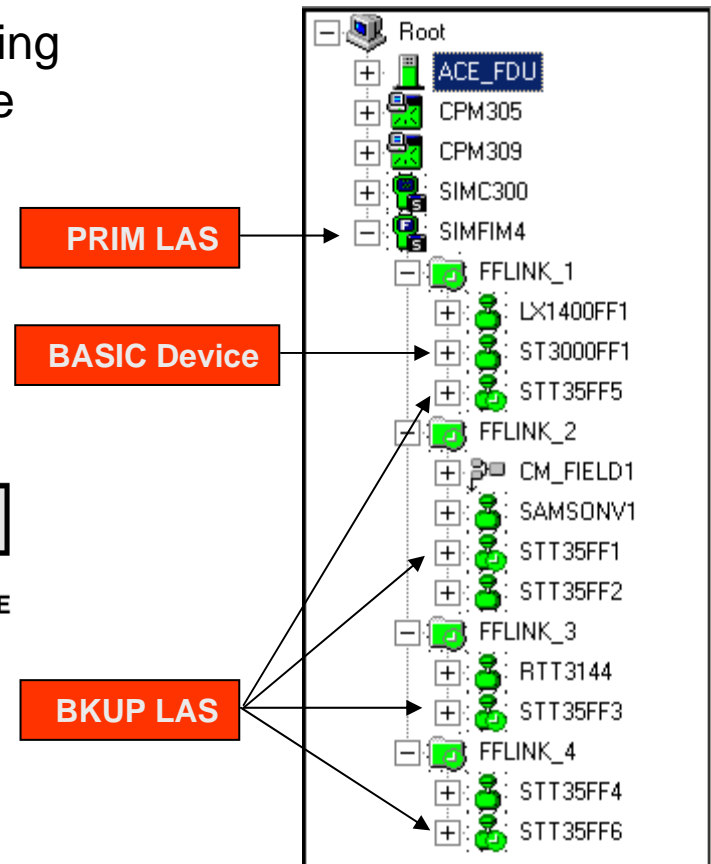 ing
e
PRIM LAS
BASIC Device
E
BKUP LAS
Root
ACE_FDU
CPM305
CPM309
SIMC300
SIMFIM4
FFLINK_1
LX1400FF1
ST3000FF1
STT35FF5
FFLINK_2
CM_FIELD1
SAMSONV1
STT35FF1
STT35FF2
FFLINK_3
RTT3144
STT35FF3
FFLINK_4
STT35FF4
STT35FF6